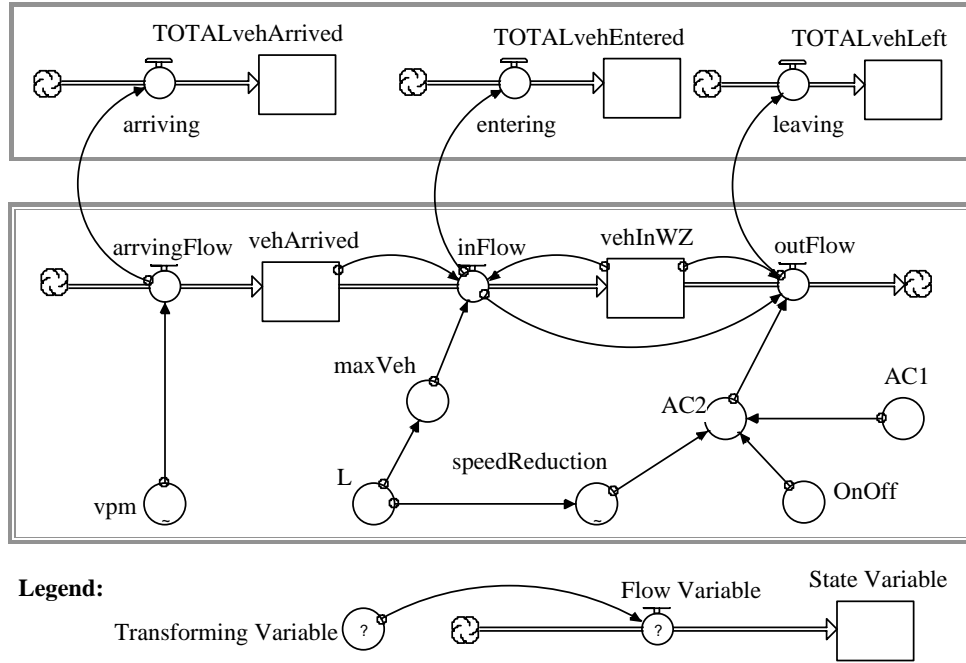 TOTALvehArrived
TOTALvehEntered
TOTALvehLeft
arriving
entering
leaving
arrvingFlow
vehArrived
inFlow
vehInWZ
outFlow
maxVeh
AC2
AC1
L
speedReduction
vpm
~
~
OnOff
Legend:
Flow Variable
State Variable
Transforming Variable
?
?